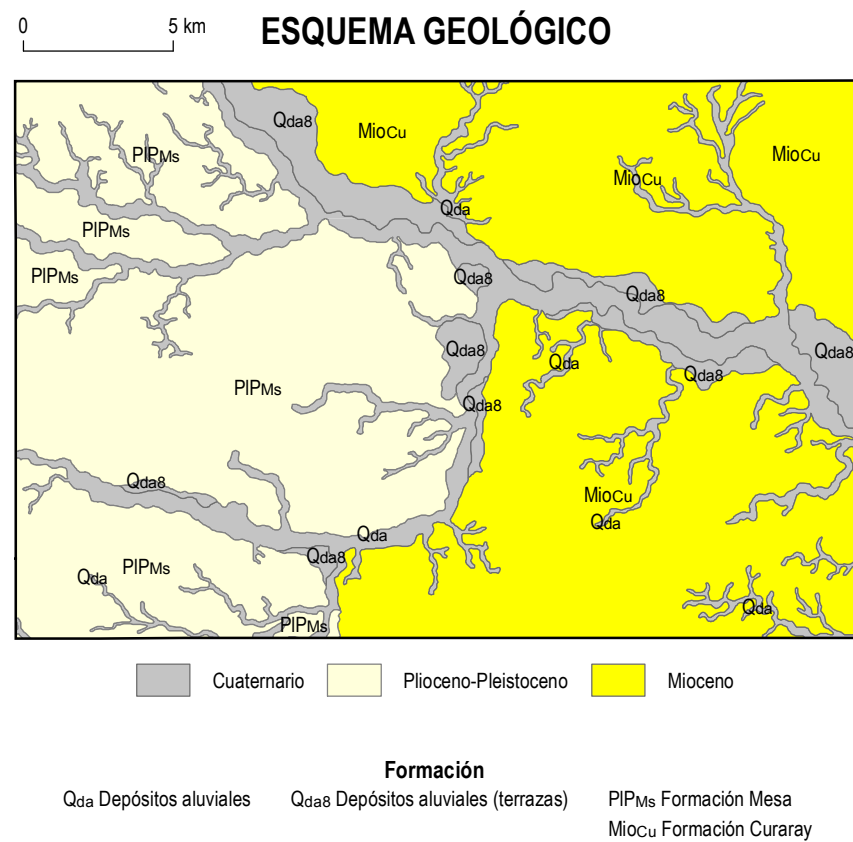 0 5 km ESQUEMA GEOLÓGICO
Qda8
MioCu
PlPMs
MioCu
MioCu
Qda
PlPMs
PlPMs
Qda8
Qda8
Qda8
Qda8
Qda
Qda8
PlPMs
Qda8
Qda8
MioCu
Qda
Qda
Qda8
PlPMs
Qda
Qda
PlPMs
Cuaternario Plioceno-Pleistoceno Mioceno
Formación
Qda Depósitos aluviales Qda8 Depósitos aluviales (terrazas) PlPMs Formación Mesa
MioCu Formación Curaray